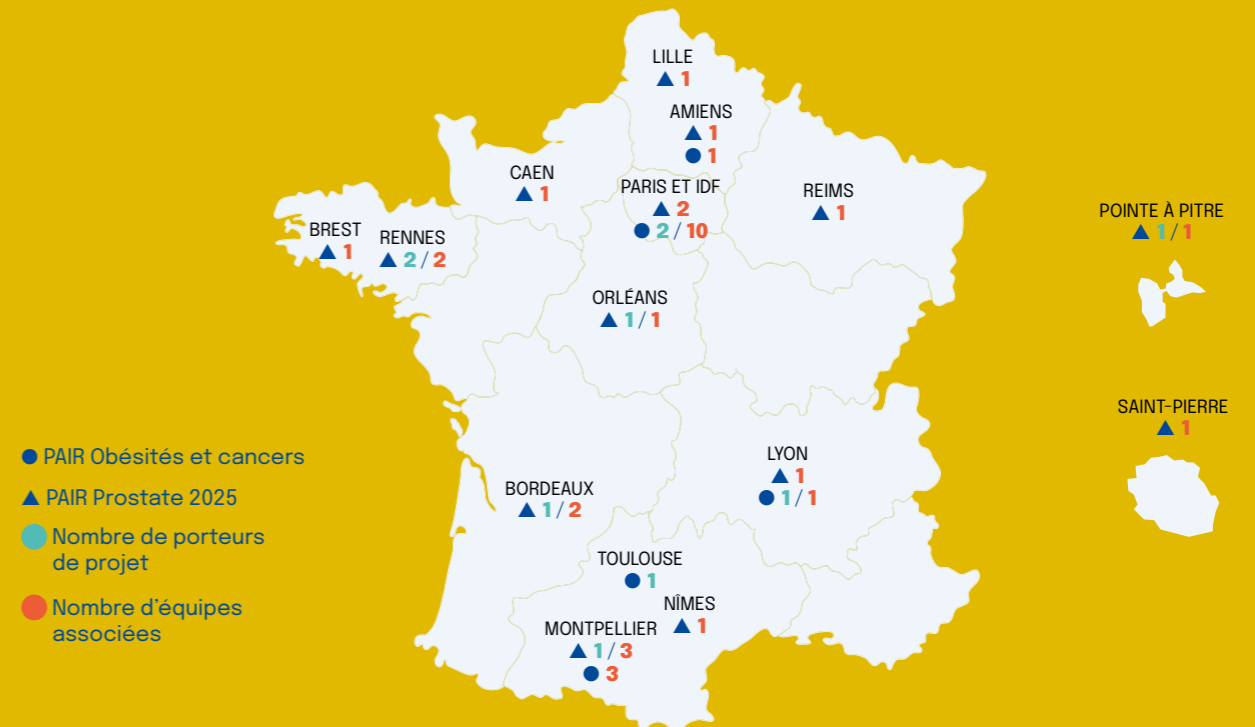 LILLE
▲ 1
AMIENS
▲ 1
● 1
CAEN
▲ 1
PARIS ET IDF
▲ 2
● 2 / 10
REIMS
▲ 1
POINTE À PITRE
▲ 1 / 1
BREST
▲ 1
RENNES
▲ 2 / 2
ORLÉANS
▲ 1 / 1
SAINT-PIERRE
▲ 1
● PAIR Obésités et cancers
▲ PAIR Prostate 2025
Nombre de porteurs
de projet
Nombre d'équipes
associées
LYON
▲ 1
● 1 / 1
BORDEAUX
▲ 1 / 2
TOULOUSE
● 1
NÎMES
▲ 1
MONTPELLIER
▲ 1 / 3
● 3